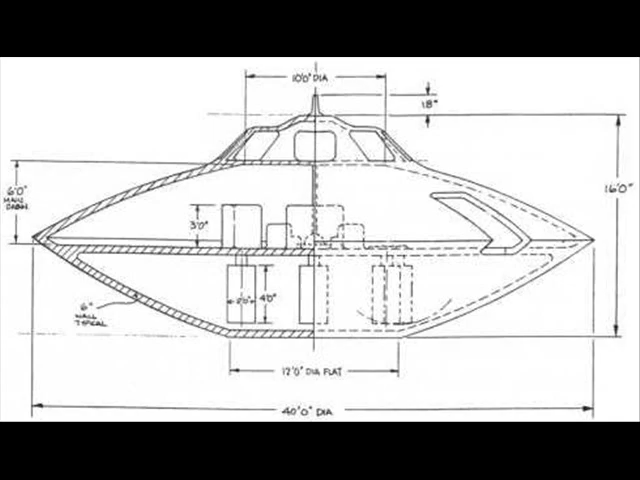 10'0" DIA
18"
6'0"
MAIN
CABIN
3'0"
16'0"
4'0"
6"
WALL
TYPICAL
12'0" DIA FLAT
40'0" DIA